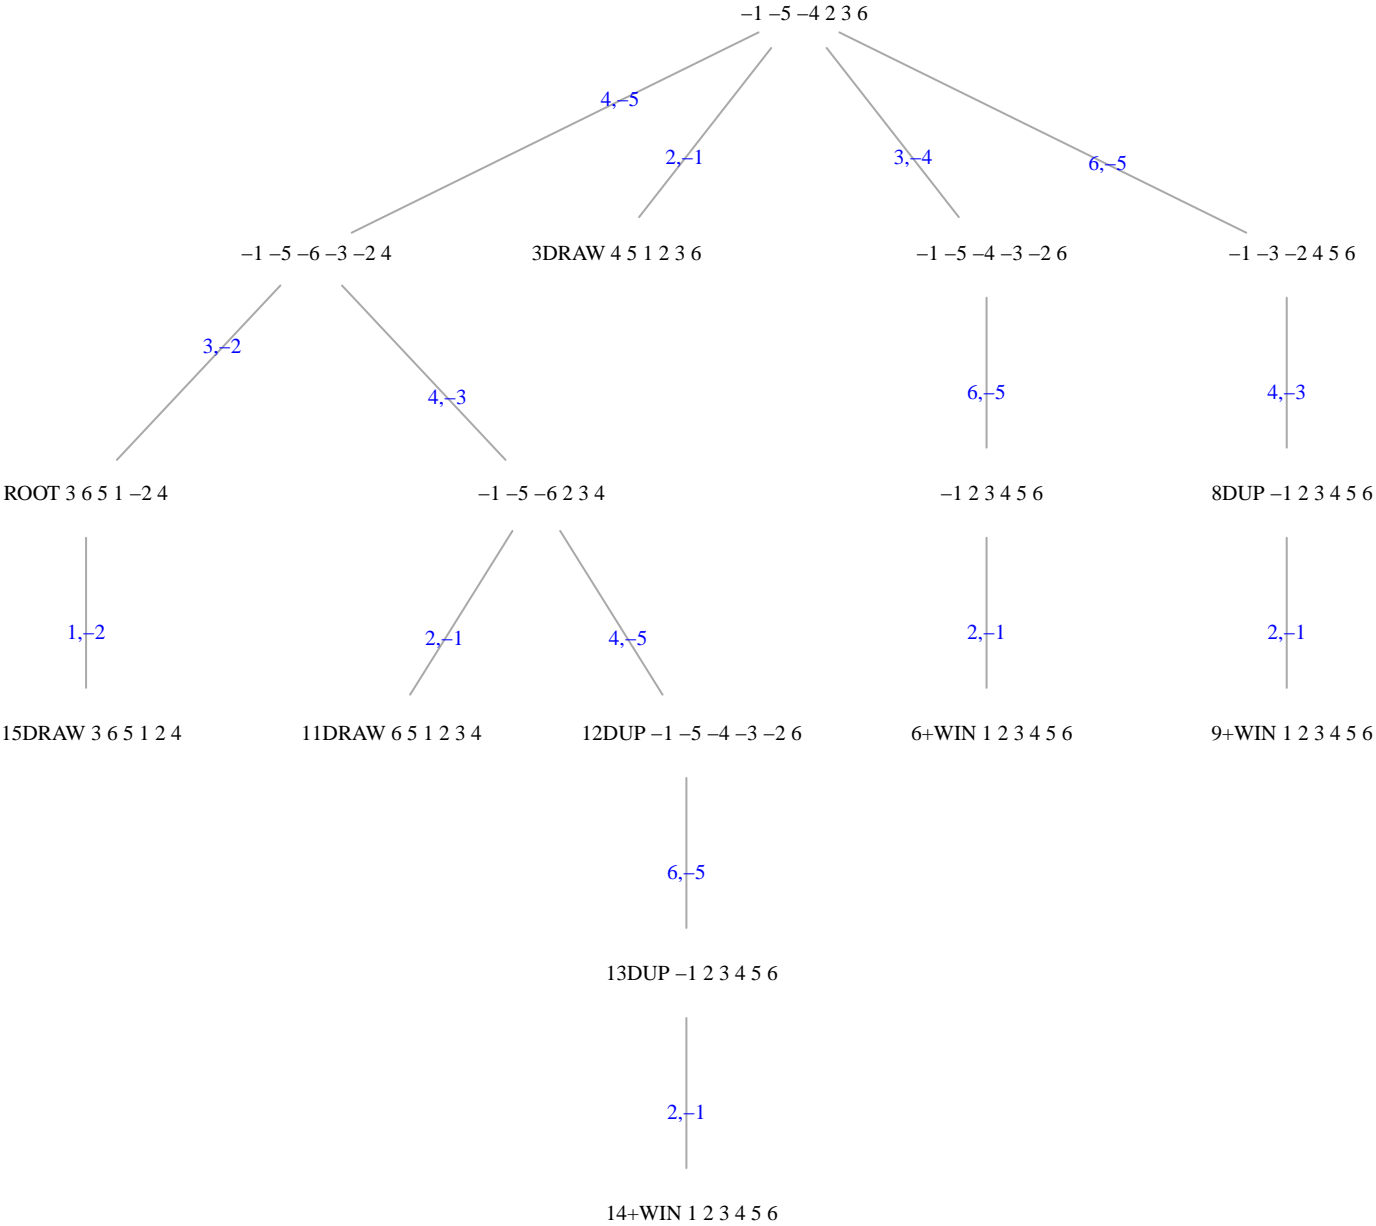 –1 –5 –4 2 3 6
4,–5
2,–1
3,–4
6,–5
–1 –5 –6 –3 –2 4
3DRAW 4 5 1 2 3 6
–1 –5 –4 –3 –2 6
–1 –3 –2 4 5 6
3,–2
4,–3
6,–5
4,–3
ROOT 3 6 5 1 –2 4
–1 –5 –6 2 3 4
–1 2 3 4 5 6
8DUP –1 2 3 4 5 6
1,–2
2,–1
4,–5
2,–1
2,–1
15DRAW 3 6 5 1 2 4
11DRAW 6 5 1 2 3 4
12DUP –1 –5 –4 –3 –2 6
6+WIN 1 2 3 4 5 6
9+WIN 1 2 3 4 5 6
6,–5
13DUP –1 2 3 4 5 6
2,–1
14+WIN 1 2 3 4 5 6